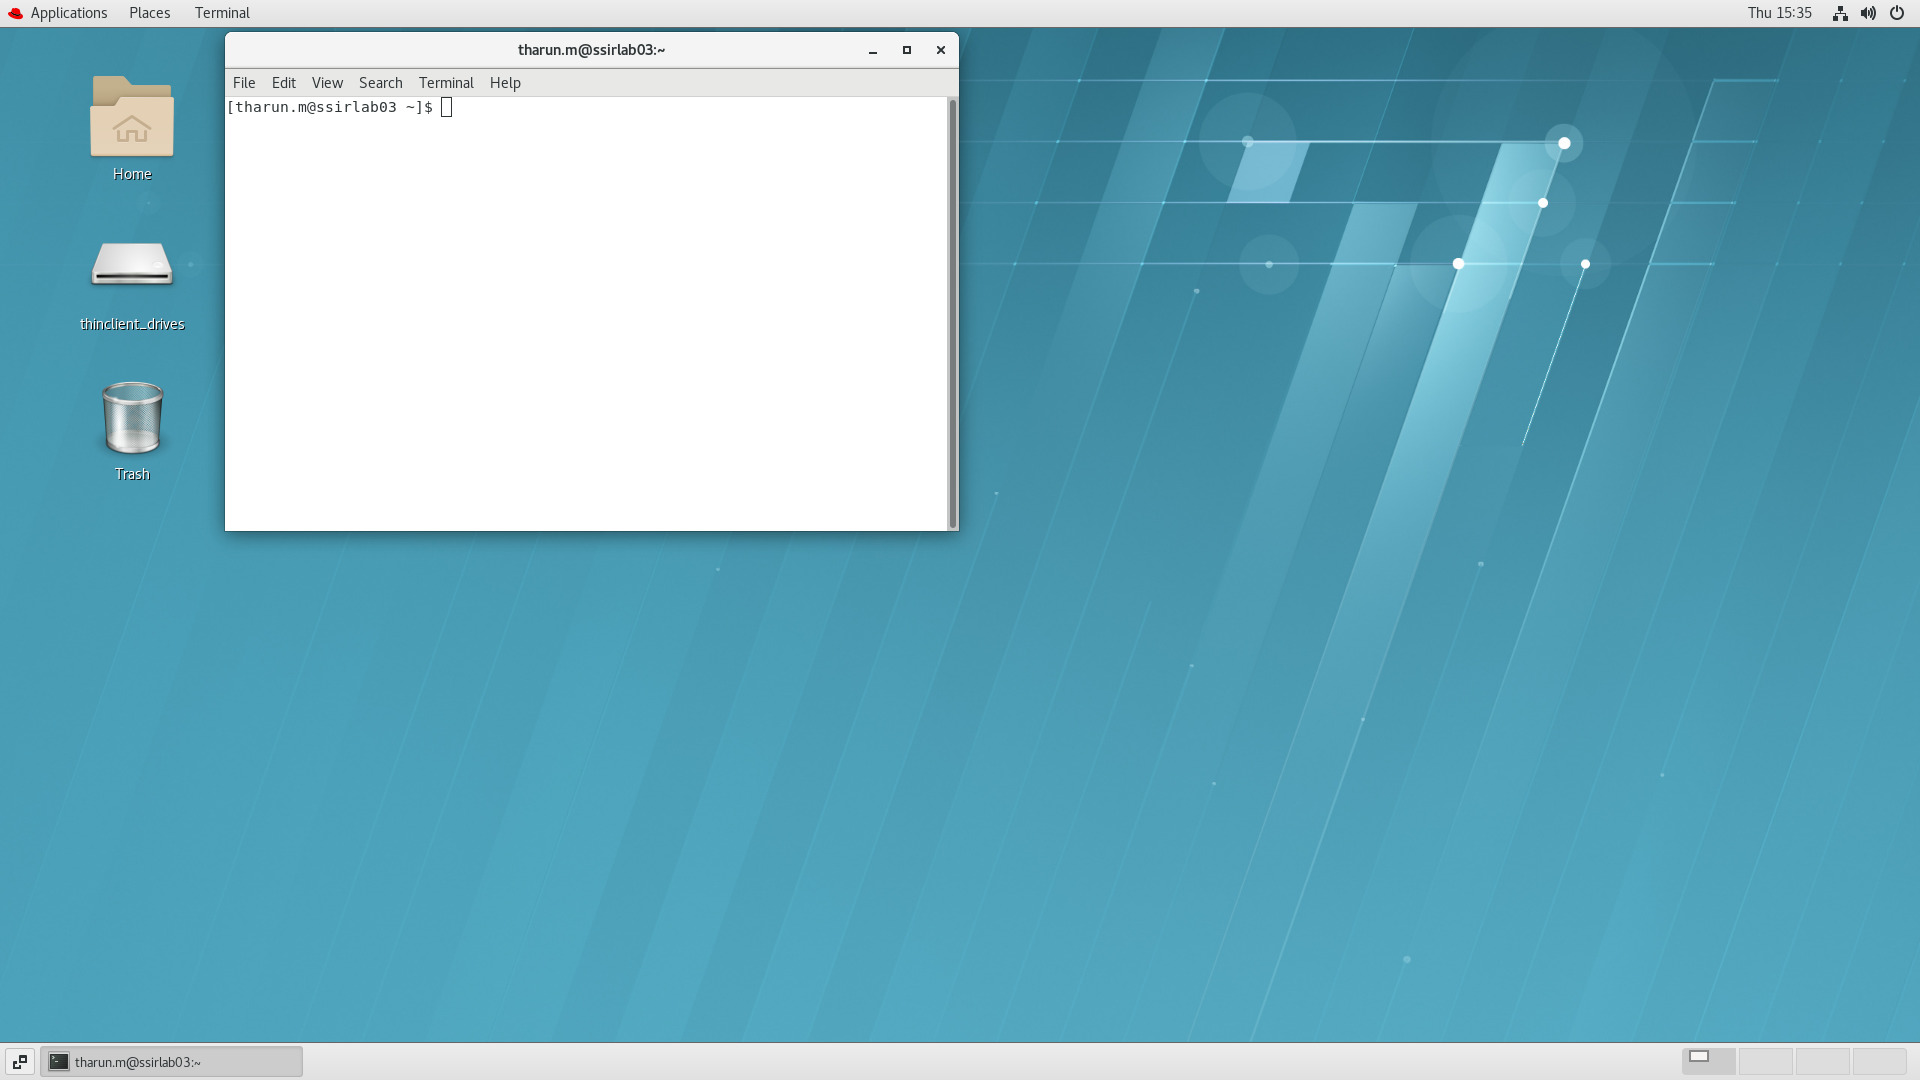 Applications Places Terminal Thu 15:35
tharun.m@ssirlab03:~
File Edit View Search Terminal Help
[tharun.m@ssirlab03 ~]$
Home
thinclient_drives
Trash
tharun.m@ssirlab03:~